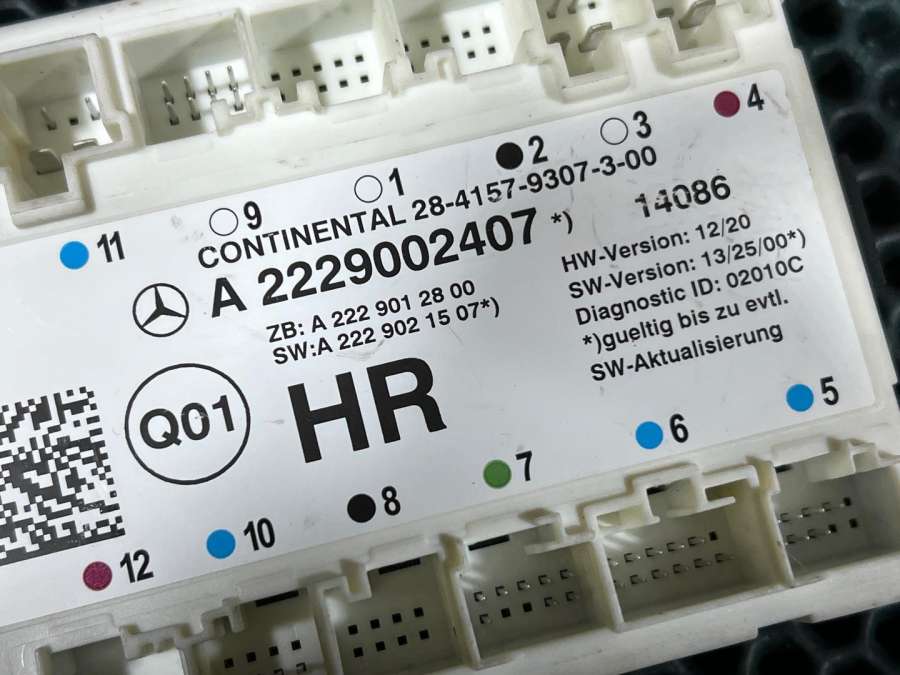 11 9 1 2 3 4
CONTINENTAL 28-4157-9307-3-00
A 2229002407 *)
ZB: A 222 901 28 00
SW:A 222 902 15 07*)
14086
HW-Version: 12/20
SW-Version: 13/25/00*)
Diagnostic ID: 02010C
*)gueltig bis zu evtl.
SW-Aktualisierung
Q01
HR
12 10 8 7 6 5